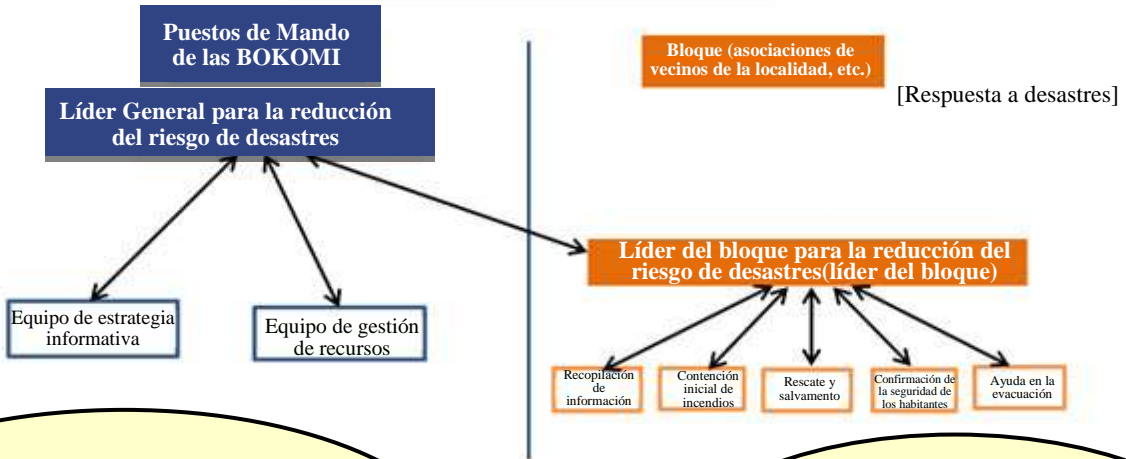 Puestos de Mando
de las BOKOMI
Líder General para la reducción
del riesgo de desastres
Equipo de estrategia
informativa
Equipo de gestión
de recursos
Bloque (asociaciones de
vecinos de la localidad, etc.)
[Respuesta a desastres]
Líder del bloque para la reducción del
riesgo de desastres(líder del bloque)
Recopilación
de
información
Contención
inicial de
incendios
Rescate y
salvamento
Confirmación de
la seguridad de
los habitantes
Ayuda en la
evacuación